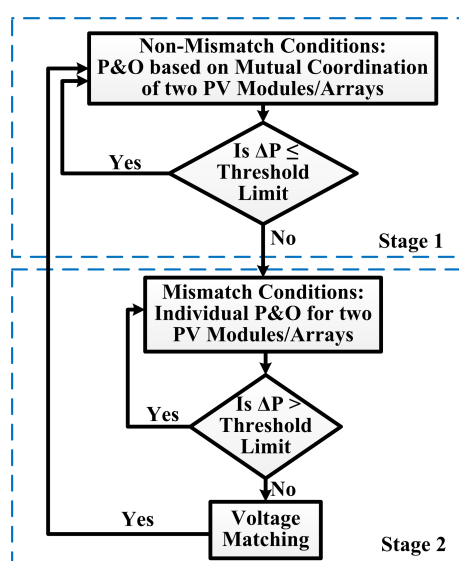 Non-Mismatch Conditions:
P&O based on Mutual Coordination
of two PV Modules/Arrays
Is ΔP ≤
Threshold
Limit
Yes
No
Stage 1
Mismatch Conditions:
Individual P&O for two
PV Modules/Arrays
Is ΔP >
Threshold
Limit
Yes
No
Voltage
Matching
Yes
Stage 2